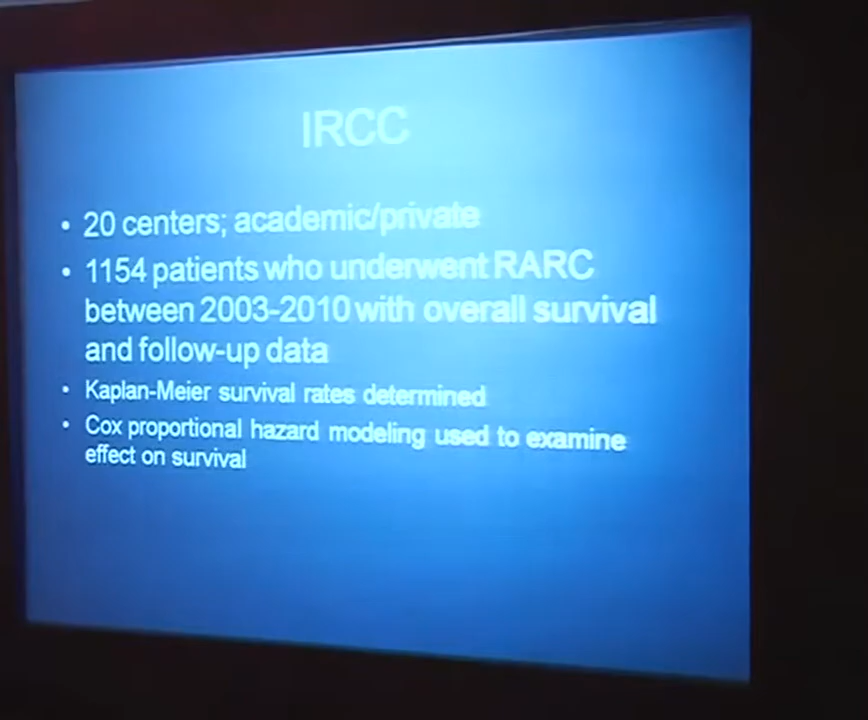 IRCC
• 20 centers; academic/private
• 1154 patients who underwent RARC
between 2003-2010 with overall survival
and follow-up data
• Kaplan-Meier survival rates determined
• Cox proportional hazard modeling used to examine
effect on survival